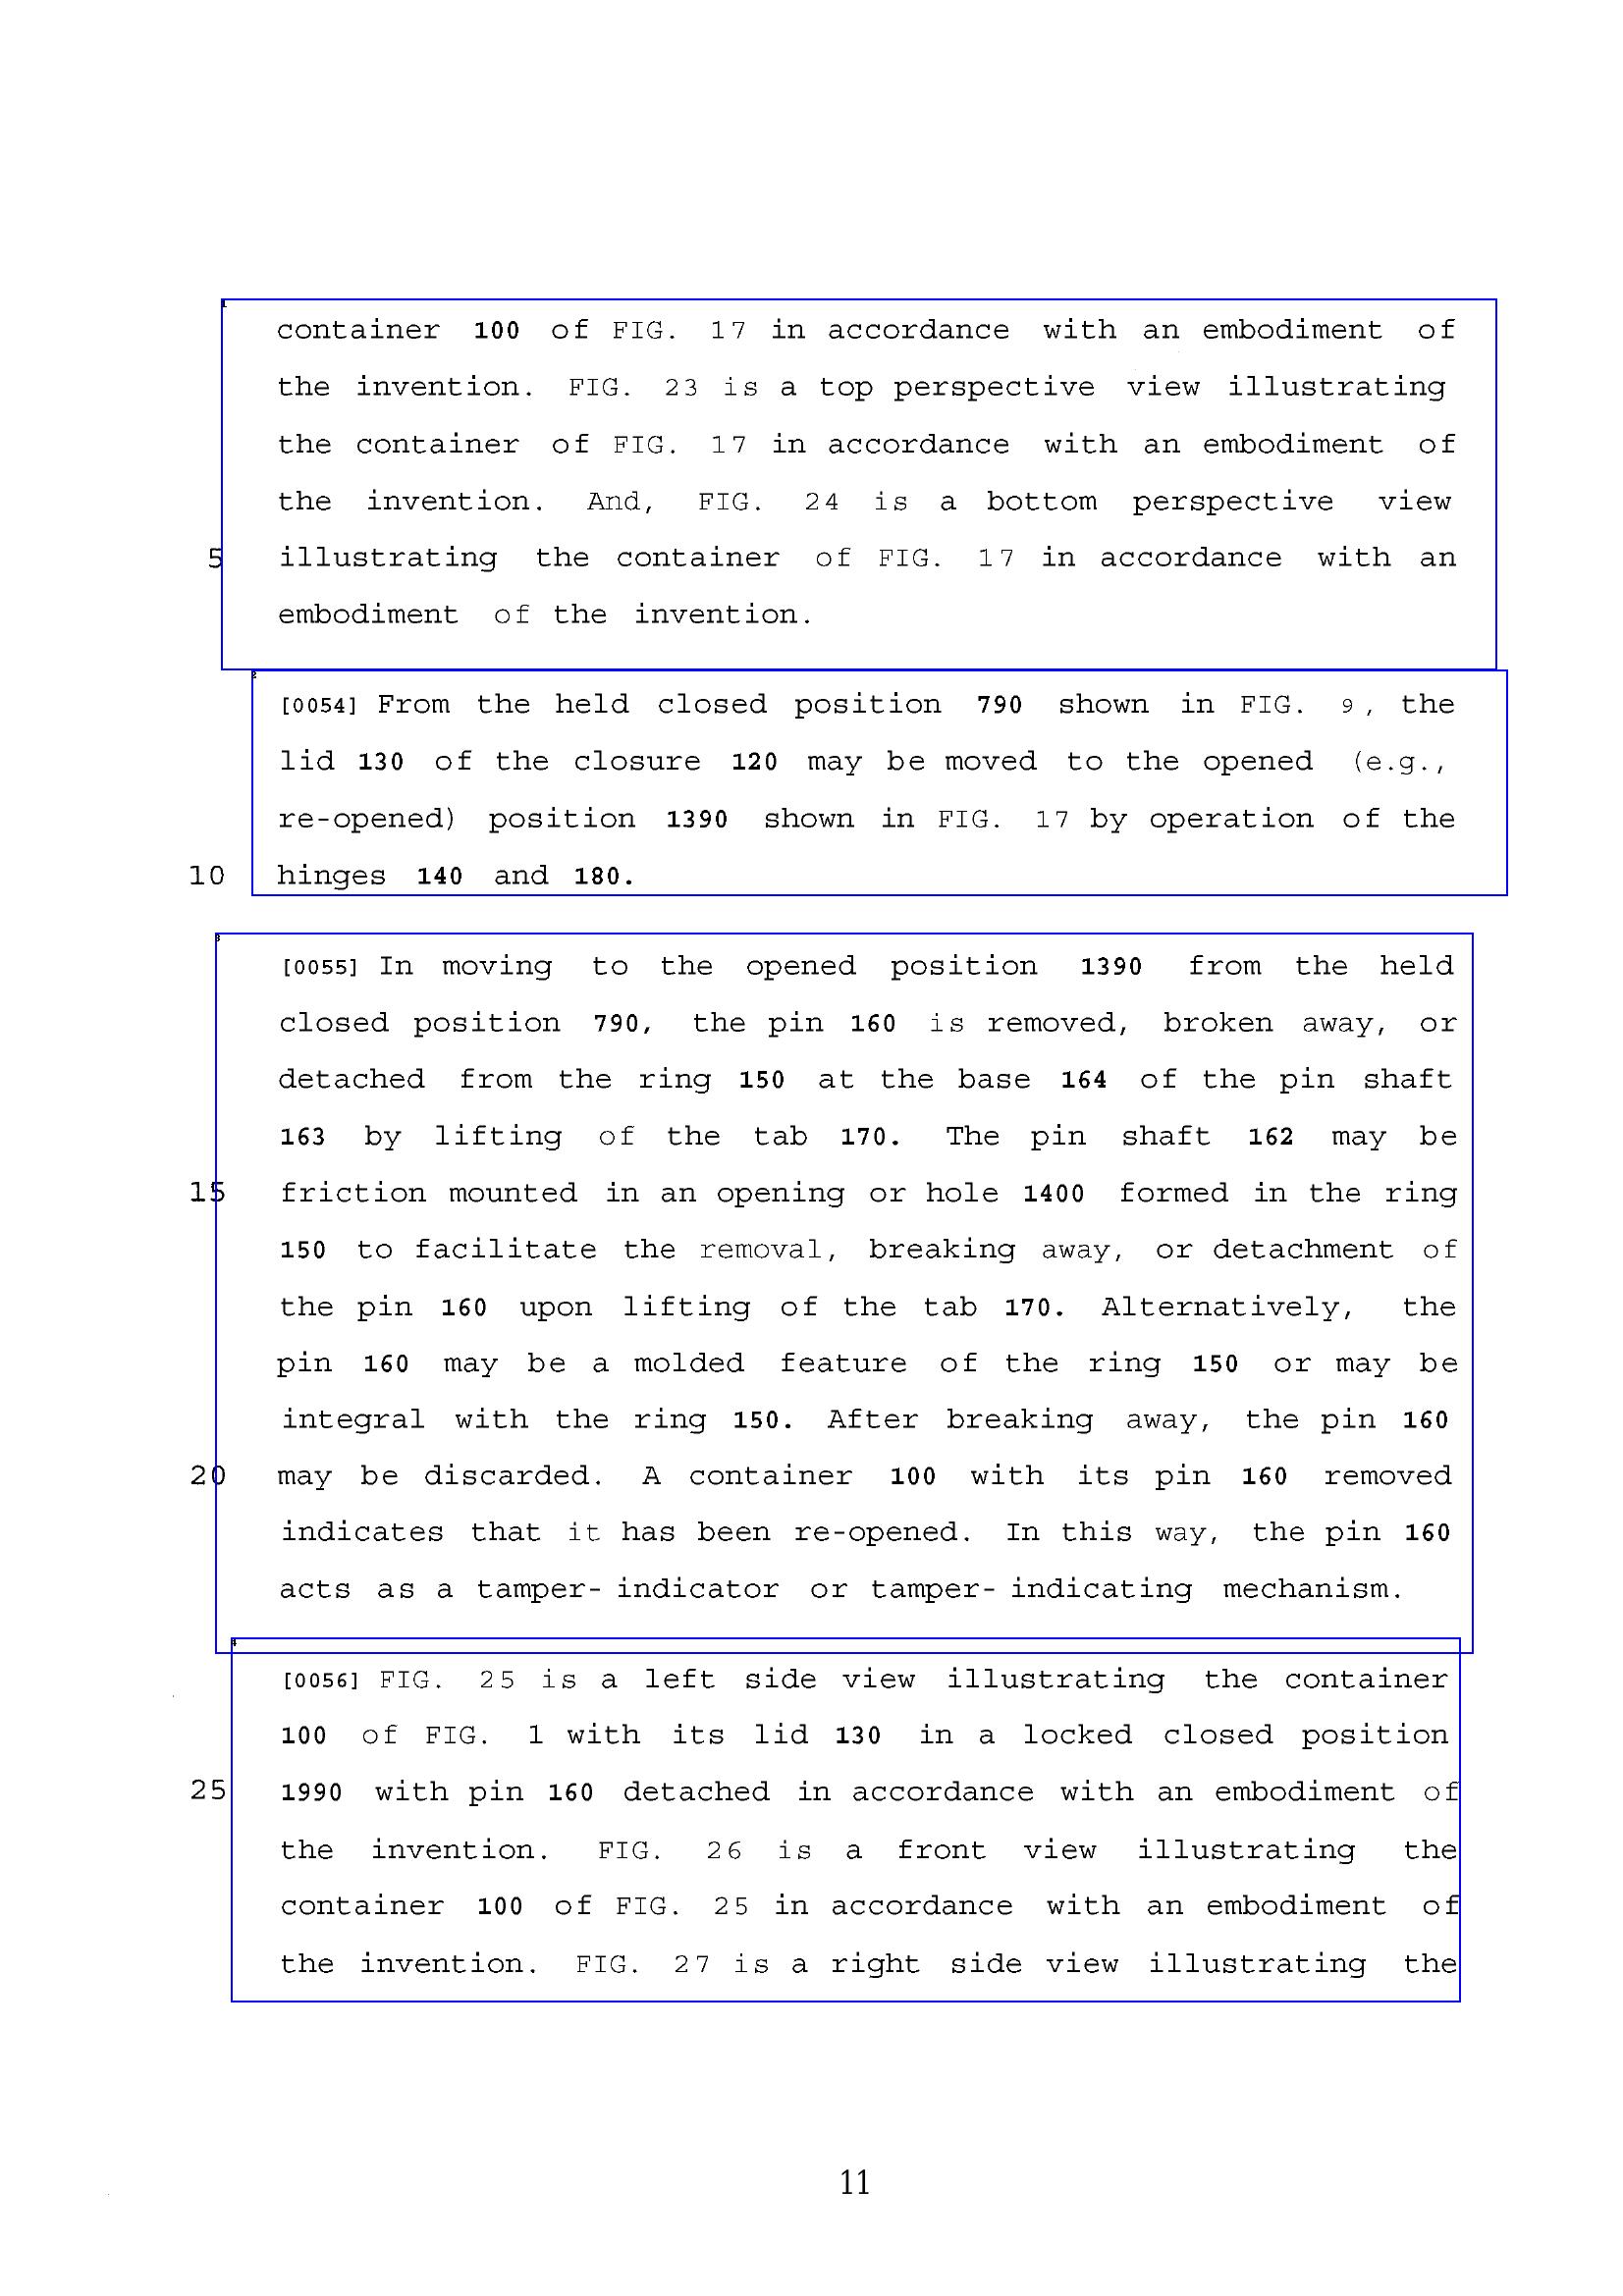 container 100 of FIG. 17 in accordance with an embodiment of
the invention. FIG. 23 is a top perspective view illustrating
the container of FIG. 17 in accordance with an embodiment of
the invention. And, FIG. 24 is a bottom perspective view
5 illustrating the container of FIG. 17 in accordance with an
embodiment of the invention.
[0054] From the held closed position 790 shown in FIG. 9, the
lid 130 of the closure 120 may be moved to the opened (e.g.,
re-opened) position 1390 shown in FIG. 17 by operation of the
10 hinges 140 and 180.
[0055] In moving to the opened position 1390 from the held
closed position 790, the pin 160 is removed, broken away, or
detached from the ring 150 at the base 164 of the pin shaft
163 by lifting of the tab 170. The pin shaft 162 may be
15 friction mounted in an opening or hole 1400 formed in the ring
150 to facilitate the removal, breaking away, or detachment of
the pin 160 upon lifting of the tab 170. Alternatively, the
pin 160 may be a molded feature of the ring 150 or may be
integral with the ring 150. After breaking away, the pin 160
20 may be discarded. A container 100 with its pin 160 removed
indicates that it has been re-opened. In this way, the pin 160
acts as a tamper- indicator or tamper- indicating mechanism.
[0056] FIG. 25 is a left side view illustrating the container
100 of FIG. 1 with its lid 130 in a locked closed position
25 1990 with pin 160 detached in accordance with an embodiment of
the invention. FIG. 26 is a front view illustrating the
container 100 of FIG. 25 in accordance with an embodiment of
the invention. FIG. 27 is a right side view illustrating the
11